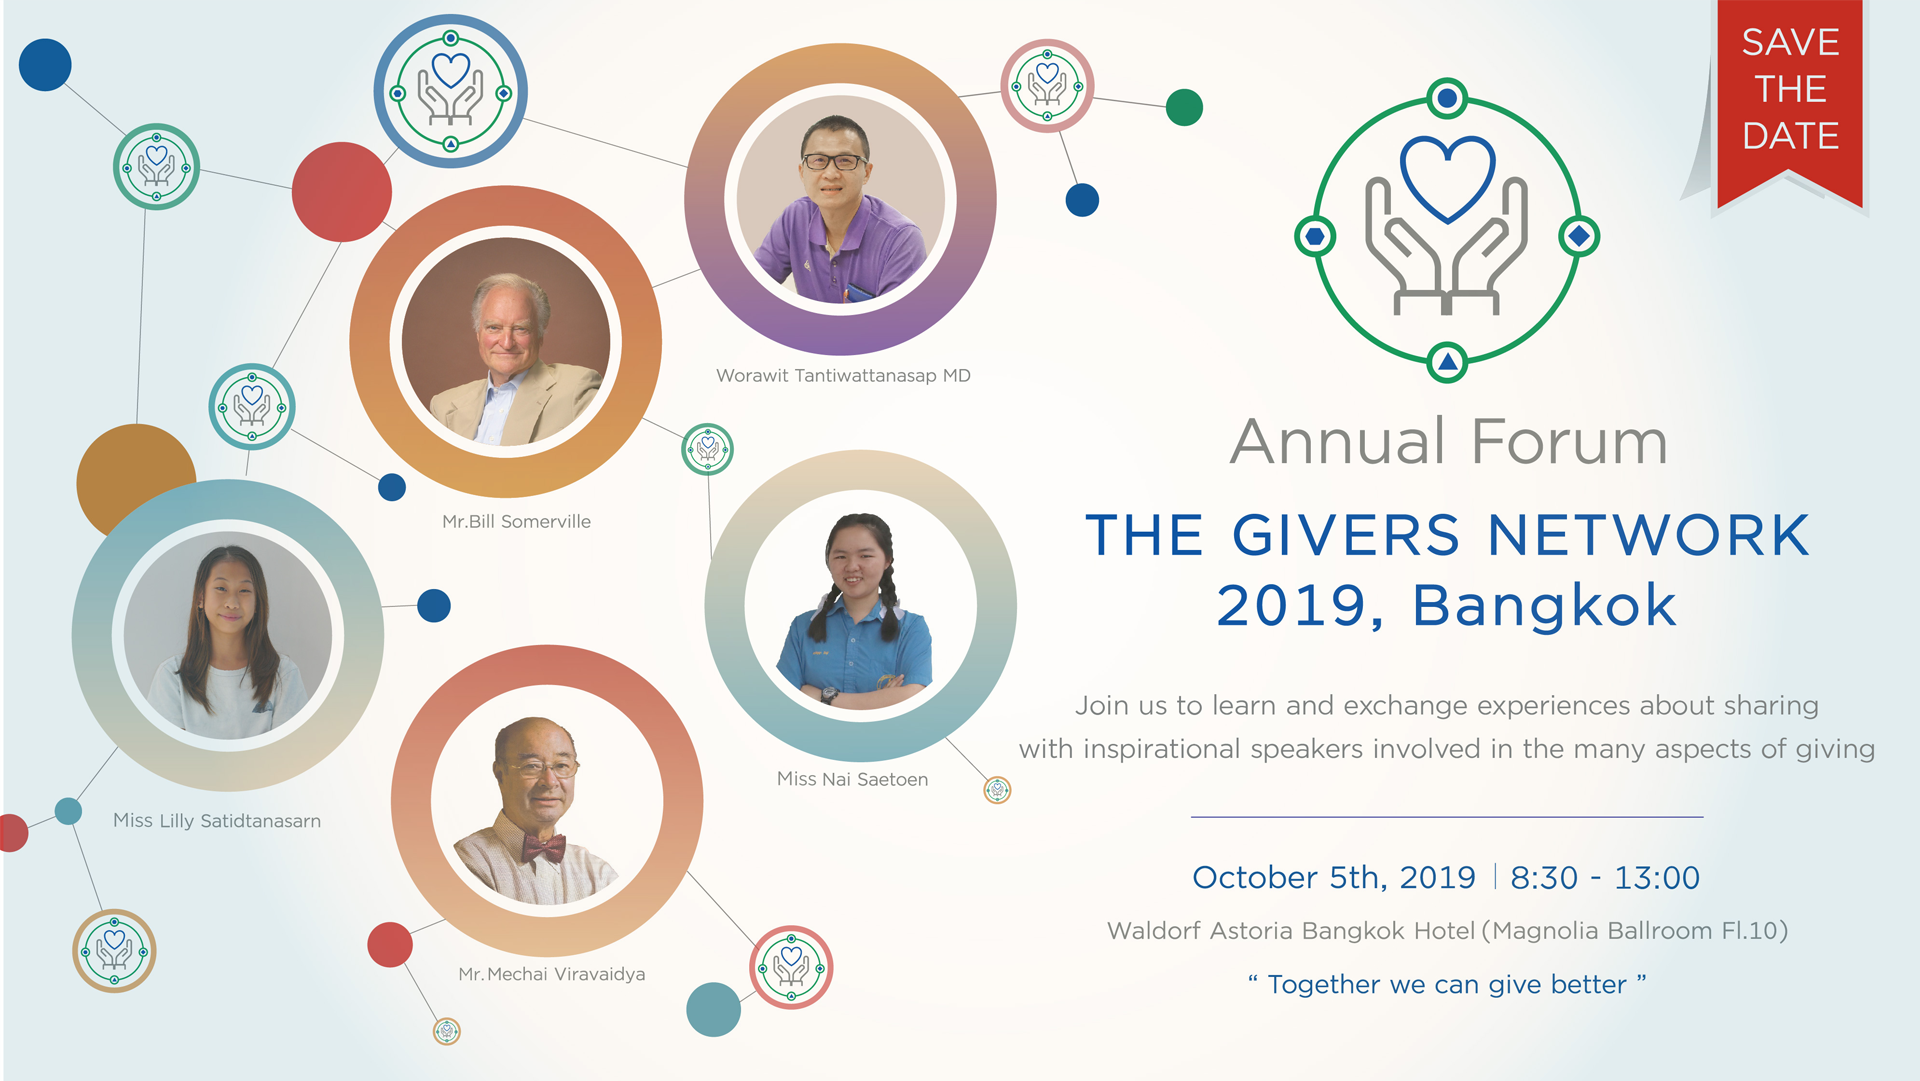 SAVE
THE
DATE
Worawit Tantiwattanasap MD
Mr.Bill Somerville
Miss Nai Saetoen
Miss Lilly Satidtanasarn
Mr. Mechai Viravaidya
Annual Forum
THE GIVERS NETWORK
2019, Bangkok
Join us to learn and exchange experiences about sharing
with inspirational speakers involved in the many aspects of giving
October 5th, 2019 | 8:30 - 13:00
Waldorf Astoria Bangkok Hotel (Magnolia Ballroom Fl.10)
“ Together we can give better ”